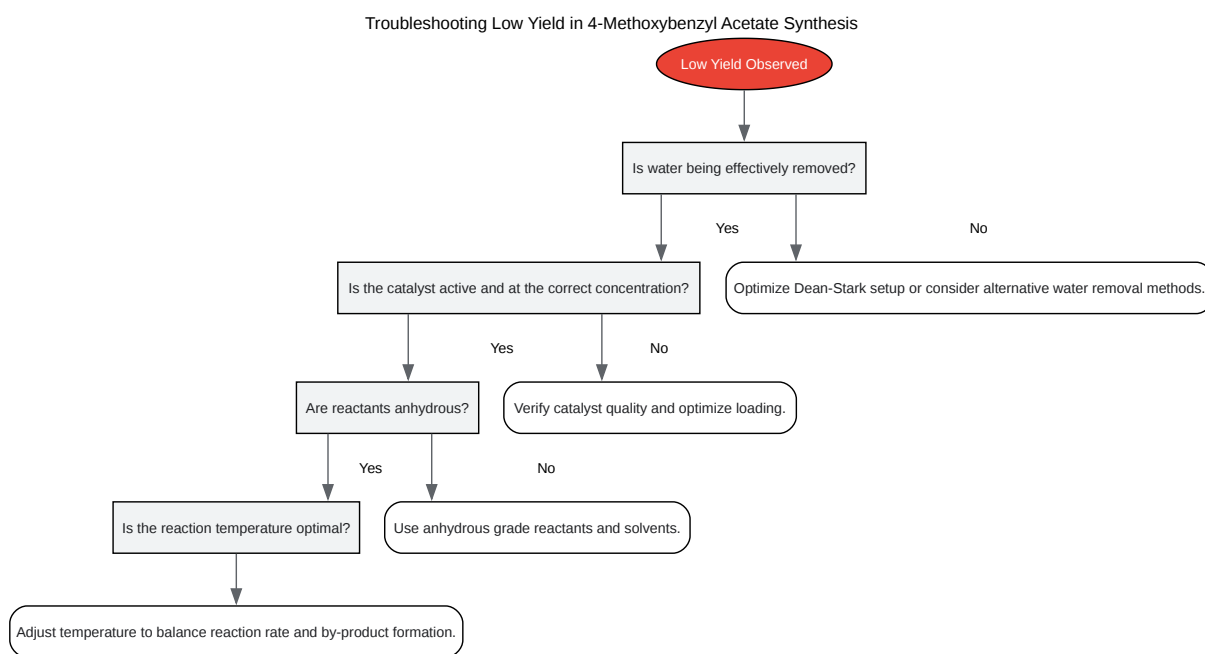 Troubleshooting Low Yield in 4-Methoxybenzyl Acetate Synthesis
Low Yield Observed
Is water being effectively removed?
Yes
No
Is the catalyst active and at the correct concentration?
Optimize Dean-Stark setup or consider alternative water removal methods.
Yes
No
Are reactants anhydrous?
Verify catalyst quality and optimize loading.
Yes
No
Is the reaction temperature optimal?
Use anhydrous grade reactants and solvents.
Adjust temperature to balance reaction rate and by-product formation.